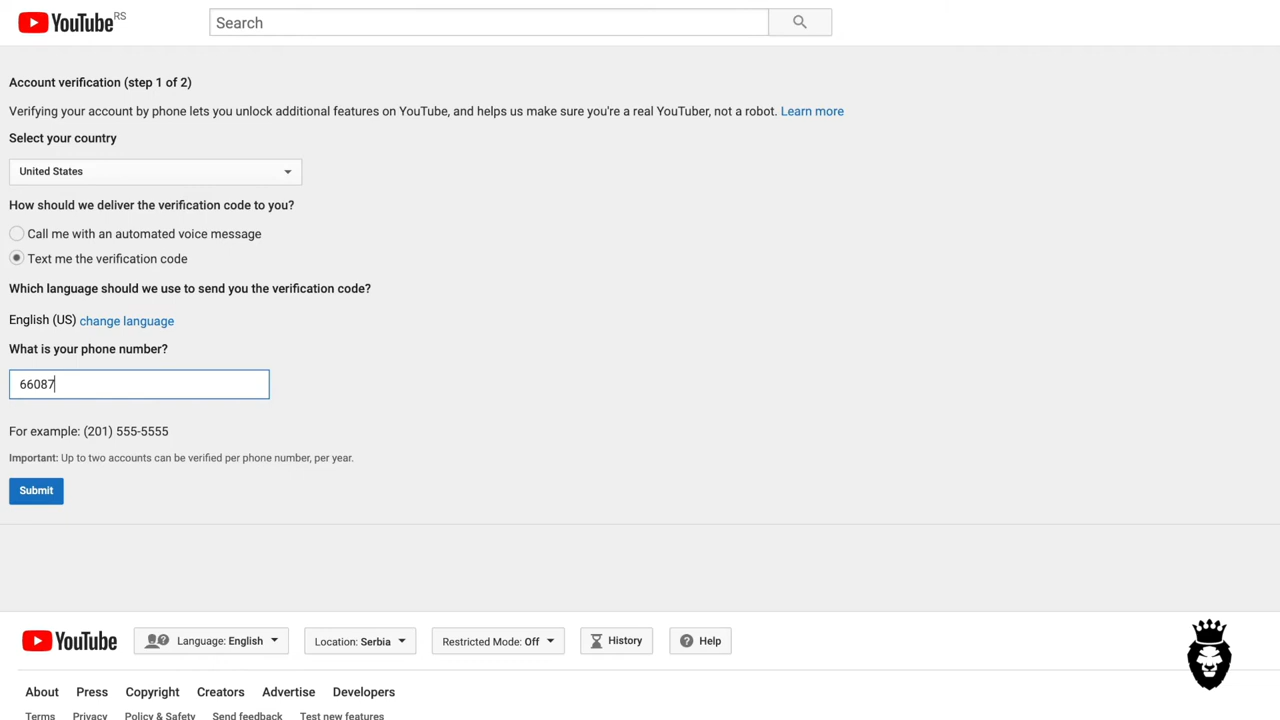 YouTube RS
Search
Account verification (step 1 of 2)
Verifying your account by phone lets you unlock additional features on YouTube, and helps us make sure you're a real YouTuber, not a robot. Learn more
Select your country
United States
How should we deliver the verification code to you?
Call me with an automated voice message
Text me the verification code
Which language should we use to send you the verification code?
English (US) change language
What is your phone number?
66087
For example: (201) 555-5555
Important: Up to two accounts can be verified per phone number, per year.
Submit
YouTube Language: English Location: Serbia Restricted Mode: Off History Help
About Press Copyright Creators Advertise Developers
Terms Privacy Policy & Safety Send feedback Test new features